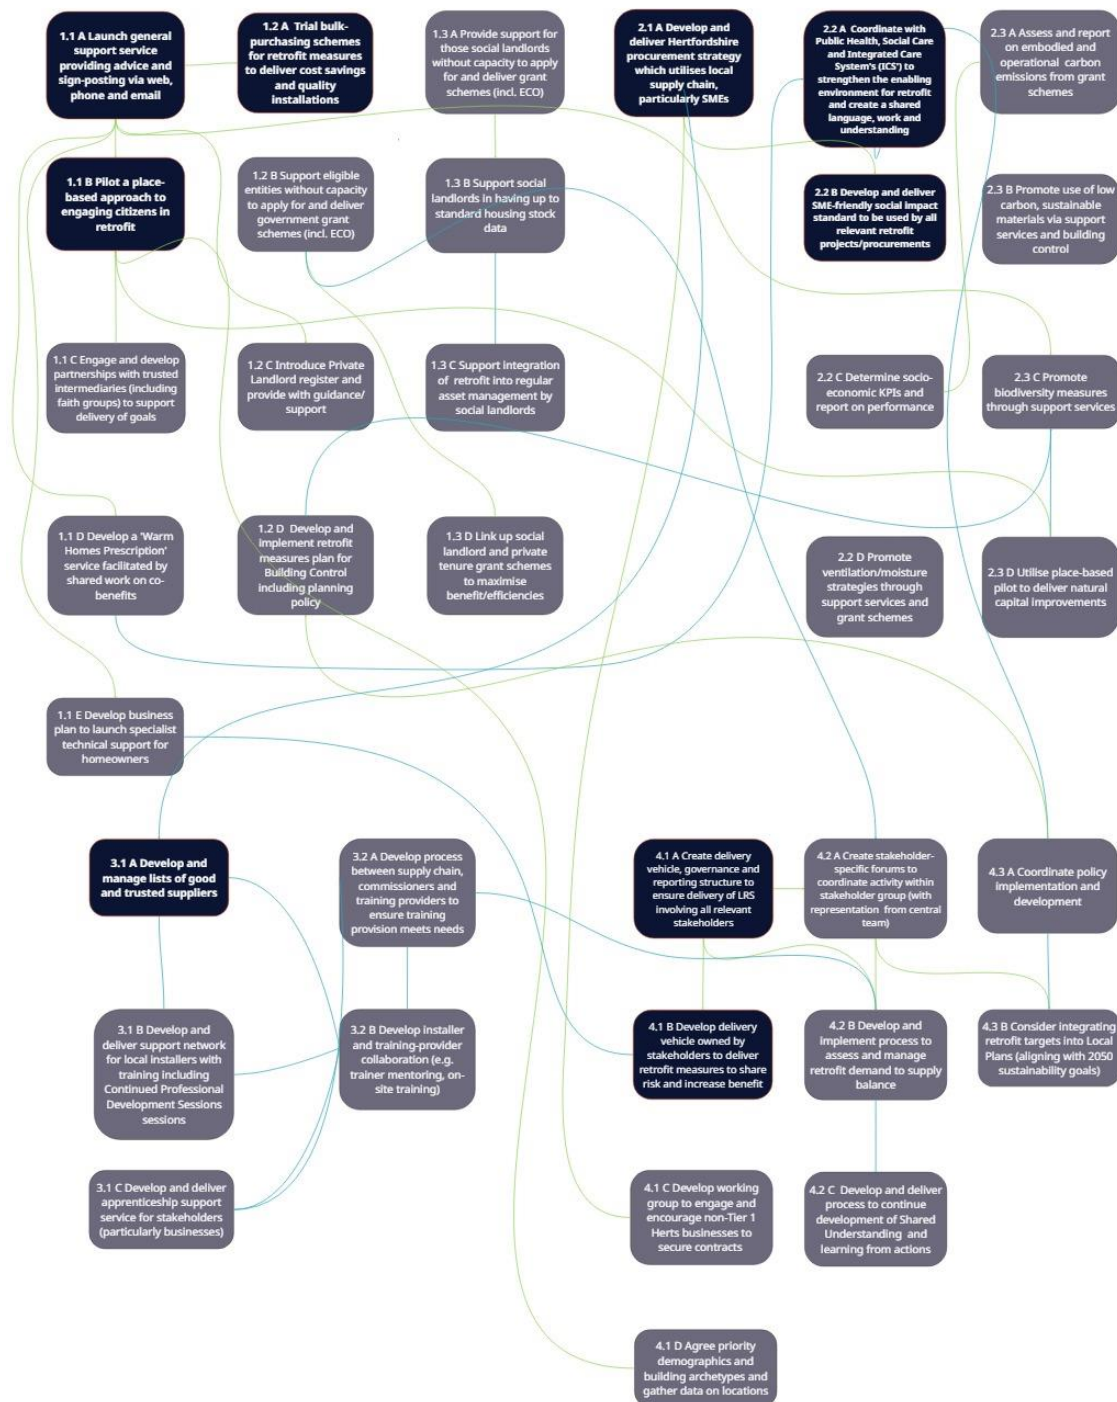 1.1 A Launch general
support service
providing advice and
sign-posting via web,
phone and email
1.2 A Trial bulk-
purchasing schemes
for retrofit measures
to deliver cost savings
and quality
installations
1.3 A Provide support for
those social landlords
without capacity to apply
for and deliver grant
schemes (incl. ECO)
2.1 A Develop and
deliver Hertfordshire
procurement strategy
which utilises local
supply chain,
particularly SMEs
2.2 A Coordinate with
Public Health, Social Care
and Integrated Care
System's (ICS') to
strengthen the enabling
environment for retrofit
and create a shared
language, work and
understanding
2.3 A Assess and report
on embodied and
operational carbon
emissions from grant
schemes
1.1 B Pilot a place-
based approach to
engaging citizens in
retrofit
1.2 B Support eligible
entities without capacity
to apply for and deliver
government grant
schemes (incl. ECO)
1.3 B Support social
landlords in having up to
standard housing stock
data
2.2 B Develop and deliver
SME-friendly social impact
standard to be used by all
relevant retrofit
projects/procurements
2.3 B Promote use of low
carbon, sustainable
materials via support
services and building
control
1.1 C Engage and develop
partnerships with trusted
intermediaries (including
faith groups) to support
delivery of goals
1.2 C Introduce Private
Landlord register and
provide with guidance/
support
1.3 C Support integration
of retrofit into regular
asset management by
social landlords
2.2 C Determine socio-
economic KPIs and
report on performance
2.3 C Promote
biodiversity measures
through support services
1.1 D Develop a 'Warm
Homes Prescription'
service facilitated by
shared work on co-
benefits
1.2 D Develop and
implement retrofit
measures plan for
Building Control
including planning
policy
1.3 D Link up social
landlord and private
tenure grant schemes
to maximise
benefit/efficiencies
2.2 D Promote
ventilation/moisture
strategies through
support services and
grant schemes
2.3 D Utilise place-based
pilot to deliver natural
capital improvements
1.1 E Develop business
plan to launch specialist
technical support for
homeowners
3.1 A Develop and
manage lists of good
and trusted suppliers
3.2 A Develop process
between supply chain,
commissioners and
training providers to
ensure training
provision meets needs
4.1 A Create delivery
vehicle, governance and
reporting structure to
ensure delivery of LRS
involving all relevant
stakeholders
4.2 A Create stakeholder-
specific forums to
coordinate activity within
stakeholder group (with
representation from central
team)
4.3 A Coordinate policy
implementation and
development
3.1 B Develop and
deliver support network
for local installers with
training including
Continued Professional
Development Sessions
sessions
3.2 B Develop installer
and training-provider
collaboration (e.g.
trainer mentoring, on-
site training)
4.1 B Develop delivery
vehicle owned by
stakeholders to deliver
retrofit measures to share
risk and increase benefit
4.2 B Develop and
implement process to
assess and manage
retrofit demand to supply
balance
4.3 B Consider integrating
retrofit targets into Local
Plans (aligning with 2050
sustainability goals)
3.1 C Develop and deliver
apprenticeship support
service for stakeholders
(particularly businesses)
4.1 C Develop working
group to engage and
encourage non-Tier 1
Herts businesses to
secure contracts
4.2 C Develop and deliver
process to continue
development of Shared
Understanding and
learning from actions
4.1 D Agree priority
demographics and
building archetypes and
gather data on locations